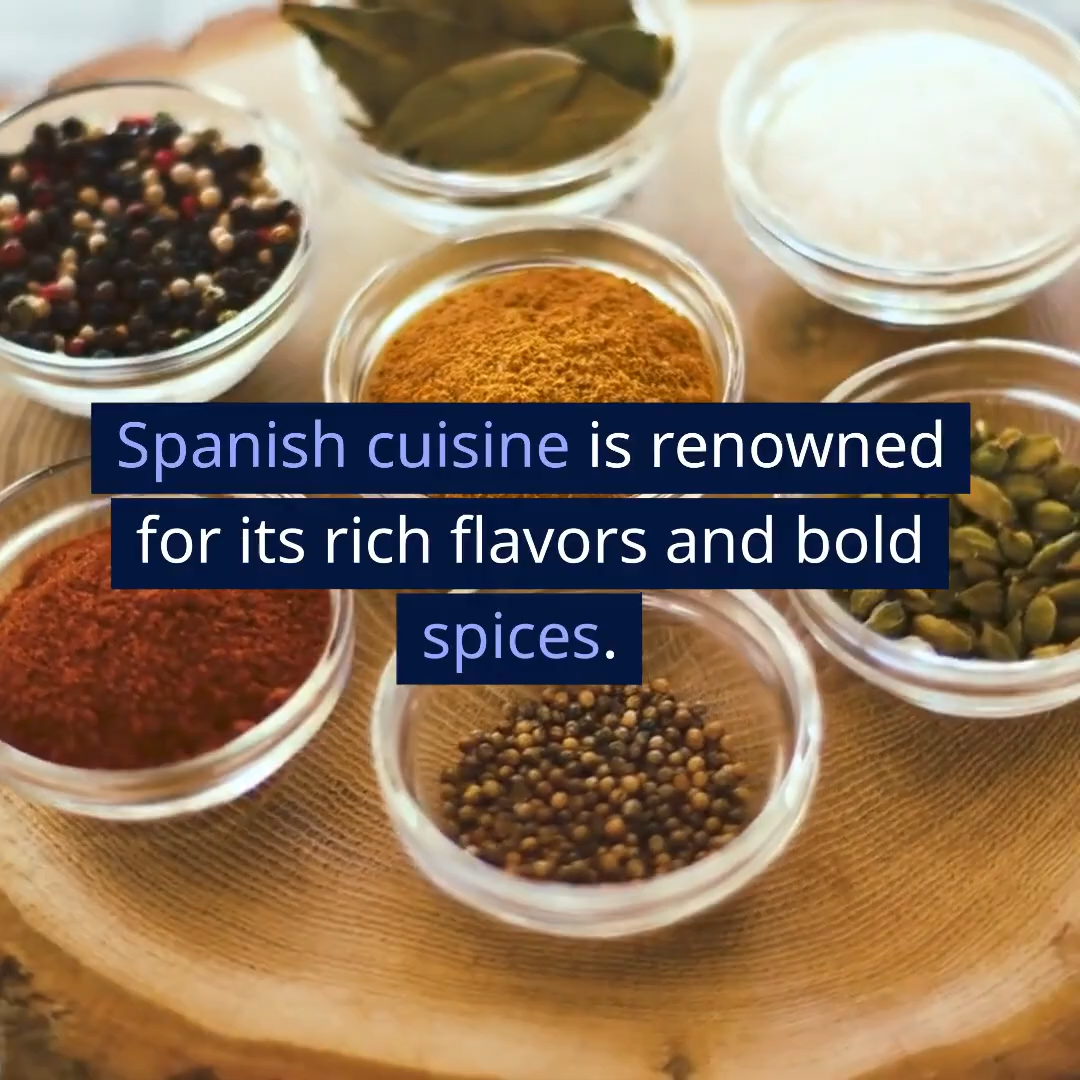 Spanish cuisine is renowned
for its rich flavors and bold
spices.